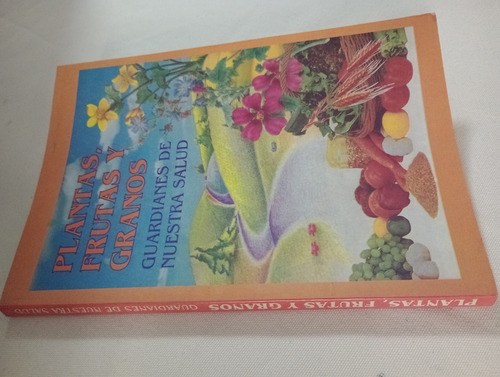 PLANTAS,
FRUTAS Y
GRANOS
GUARDIANES DE
NUESTRA SALUD
PLANTAS, FRUTAS Y GRANOS
GUARDIANES DE NUESTRA SALUD